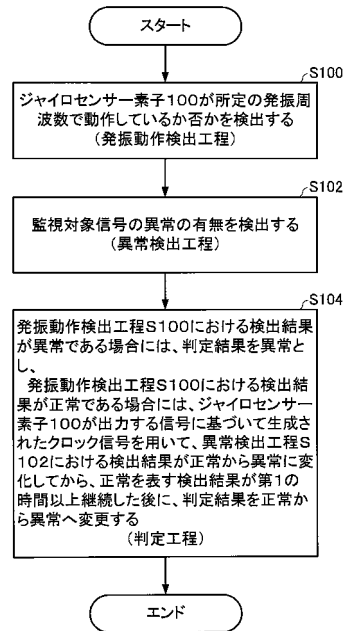 スタート
S100
ジャイロセンサー素子100が所定の発振周
波数で動作しているか否かを検出する
(発振動作検出工程)
S102
監視対象信号の異常の有無を検出する
(異常検出工程)
S104
発振動作検出工程S100における検出結果
が異常である場合には、判定結果を異常と
し、
発振動作検出工程S100における検出結
果が正常である場合には、ジャイロセンサー
素子100が出力する信号に基づいて生成さ
れたクロック信号を用いて、異常検出工程S
102における検出結果が正常から異常に変
化してから、正常を表す検出結果が第1の
時間以上継続した後に、判定結果を正常か
ら異常へ変更する
(判定工程)
エンド